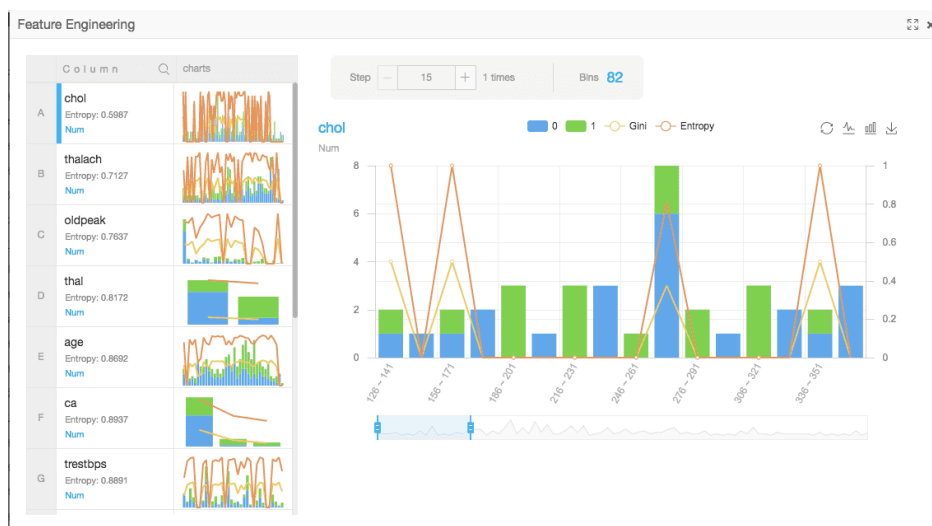 Feature Engineering
Column charts
Step 15 1 times Bins 82
A chol
Entropy: 0.5987
Num
B thalach
Entropy: 0.7127
Num
C oldpeak
Entropy: 0.7637
Num
D thal
Entropy: 0.8172
Num
E age
Entropy: 0.8692
Num
F ca
Entropy: 0.8937
Num
G trestbps
Entropy: 0.8891
Num
chol
Num
0 1 Gini Entropy
8
6
4
2
0
1
0.8
0.6
0.4
0.2
0
126 ~ 141
156 ~ 171
186 ~ 201
216 ~ 231
246 ~ 261
276 ~ 291
306 ~ 321
336 ~ 351